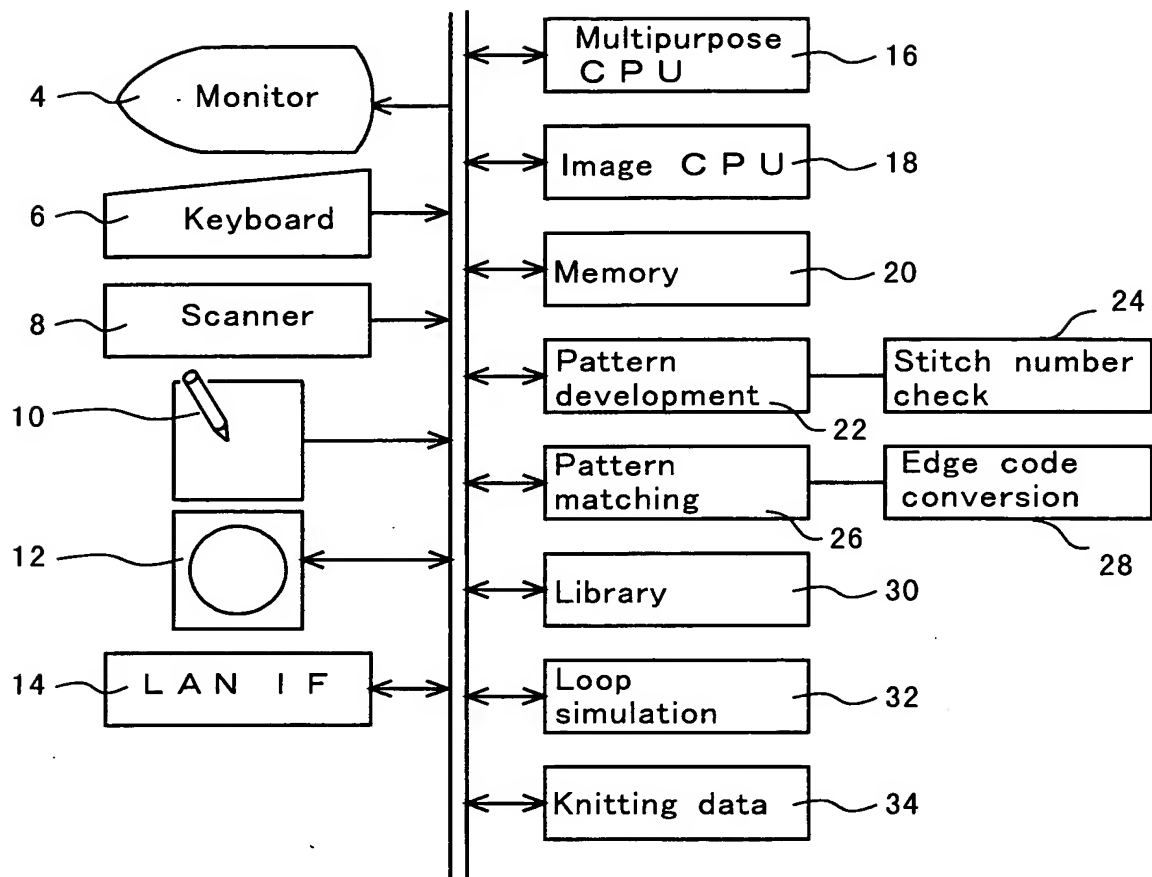 4
Monitor
6
Keyboard
8
Scanner
10
12
14
LAN IF
Multipurpose
CPU
16
Image CPU
18
Memory
20
Pattern
development
22
Stitch number
check
24
Pattern
matching
26
Edge code
conversion
28
Library
30
Loop
simulation
32
Knitting data
34